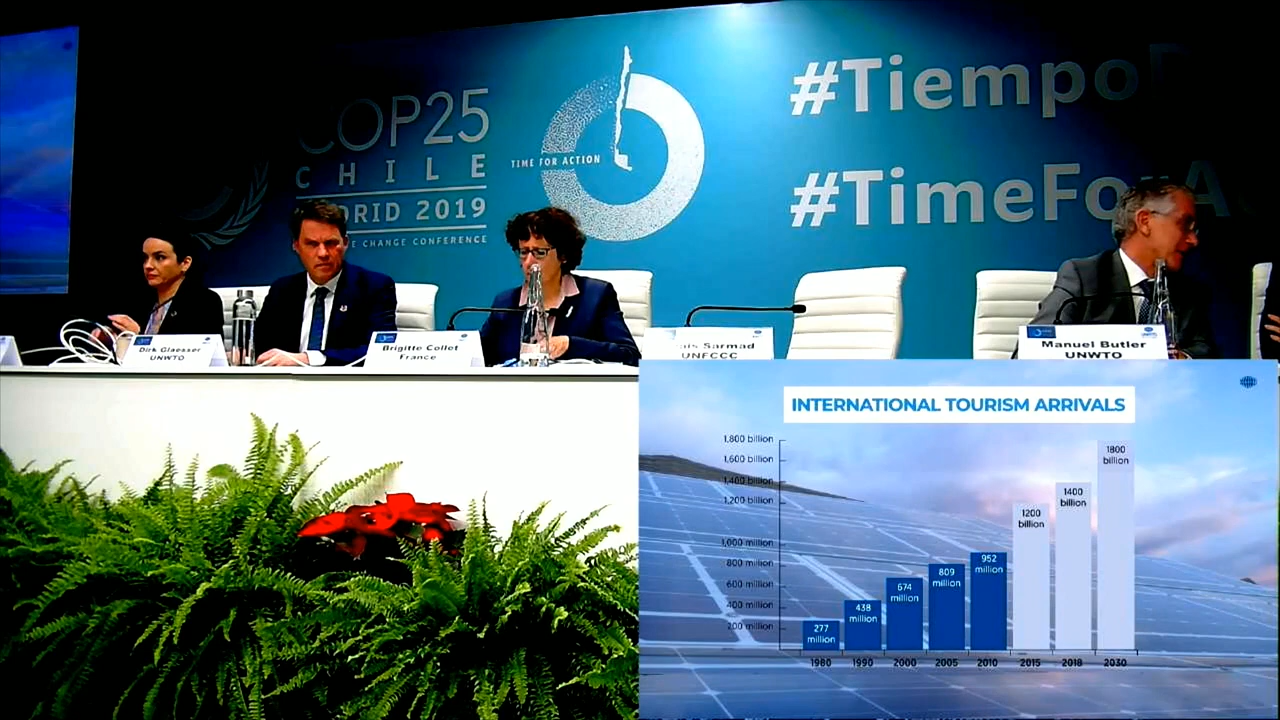 COP25
CHILE
DRID 2019
E CHANGE CONFERENCE
TIME FOR ACTION
#Tiempo
#TimeForA
Dirk Glaesser
UNWTO
Brigitte Collet
France
Sarmad
UNFCCC
Manuel Butler
UNWTO
INTERNATIONAL TOURISM ARRIVALS
1,800 billion
1,600 billion
1,400 billion
1,200 billion
1,000 million
800 million
600 million
400 million
200 million
277
million
438
million
674
million
809
million
952
million
1200
billion
1400
billion
1800
billion
1980
1990
2000
2005
2010
2015
2018
2030